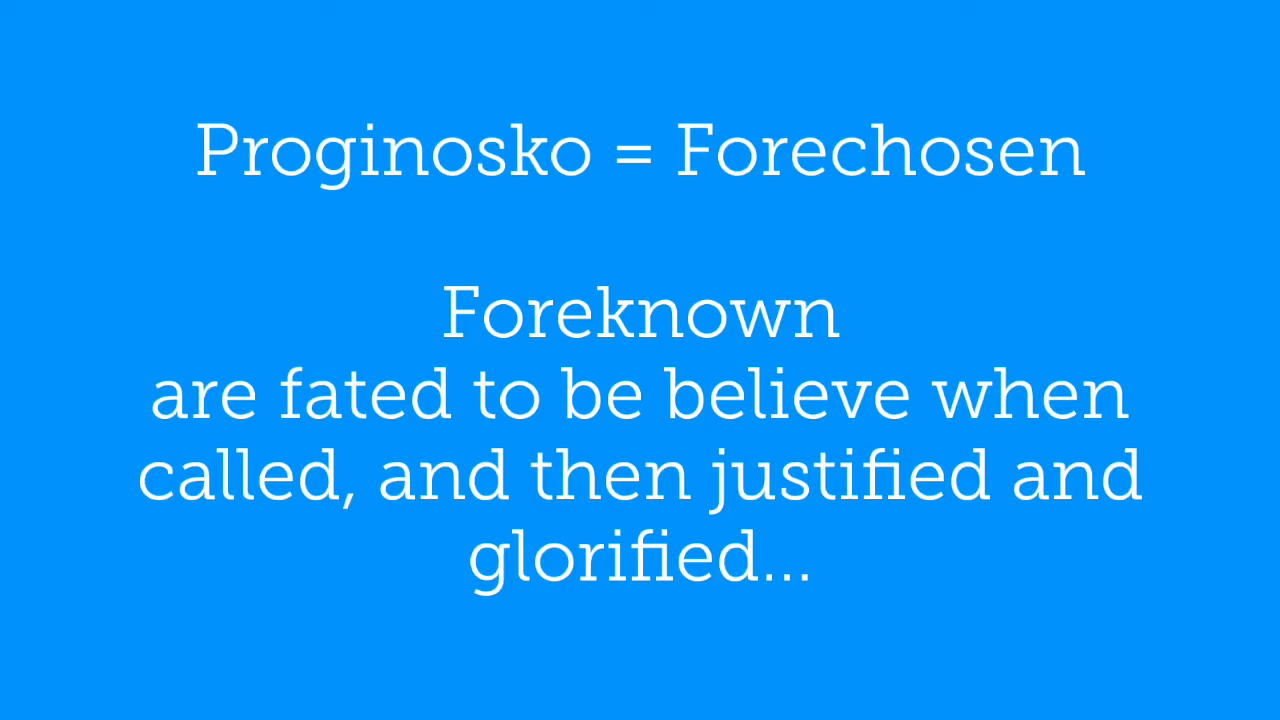 Proginosko = Forechosen
Foreknown
are fated to be believe when
called, and then justified and
glorified...